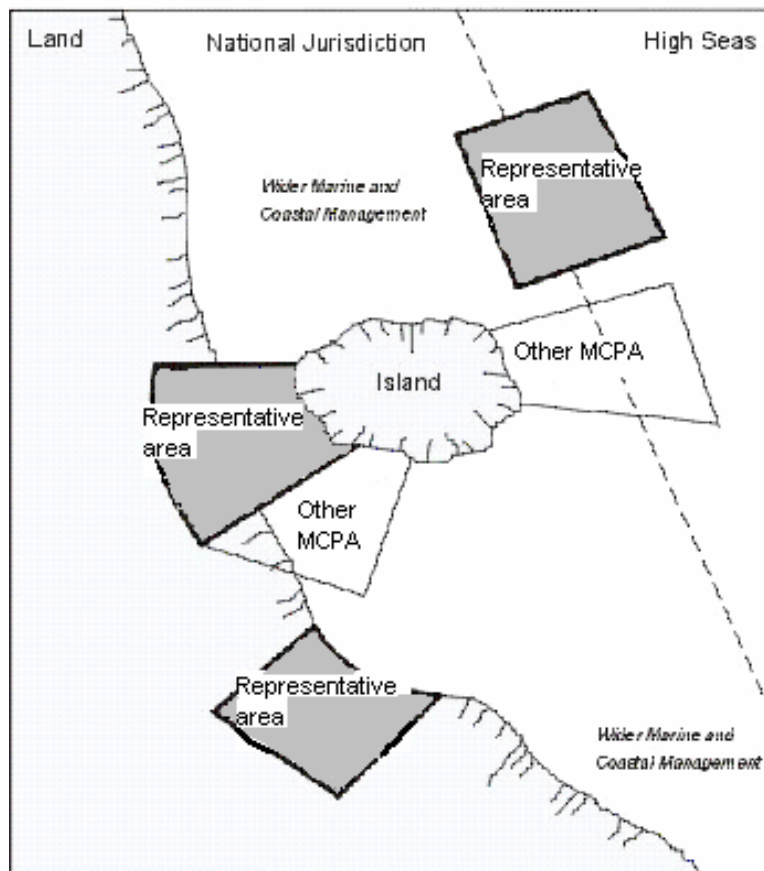 Land
National Jurisdiction
High Seas
Representative
area
Wider Marine and
Coastal Management
Other MCPA
Island
Representative
area
Other
MCPA
Representative
area
Wider Marine and
Coastal Management